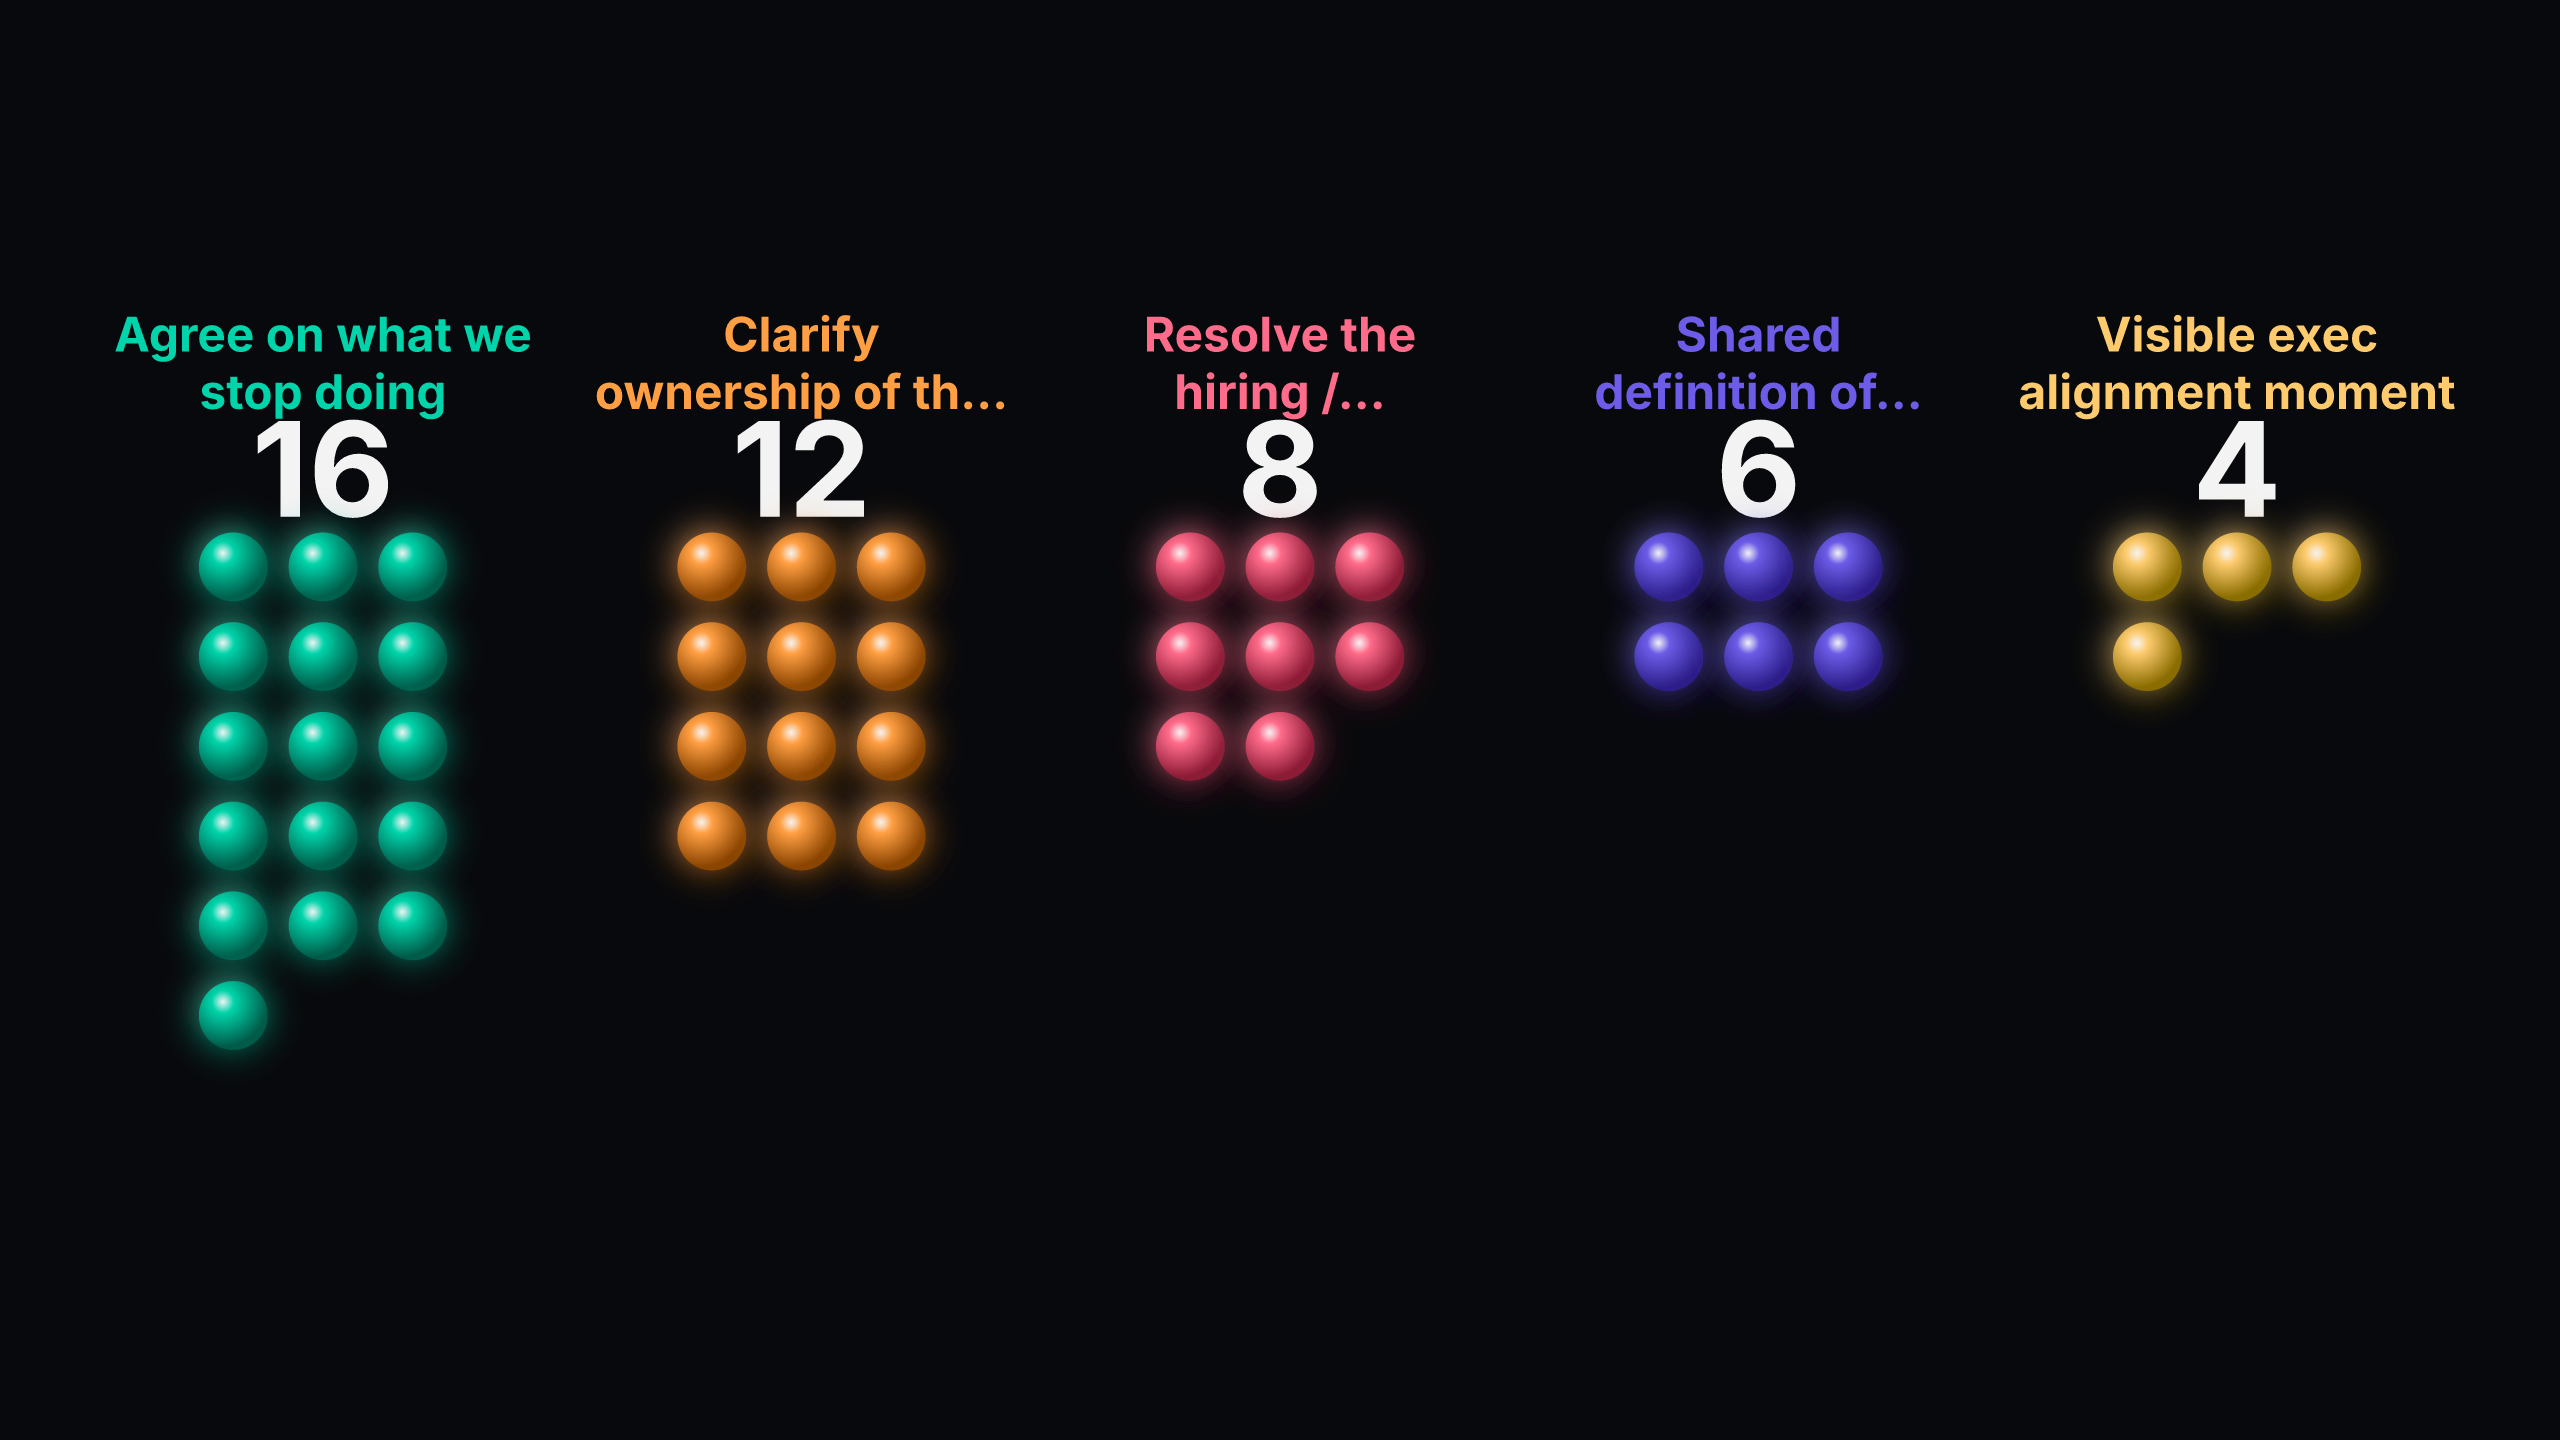 Agree on what we
stop doing
16
Clarify
ownership of th…
12
Resolve the
hiring /…
8
Shared
definition of…
6
Visible exec
alignment moment
4